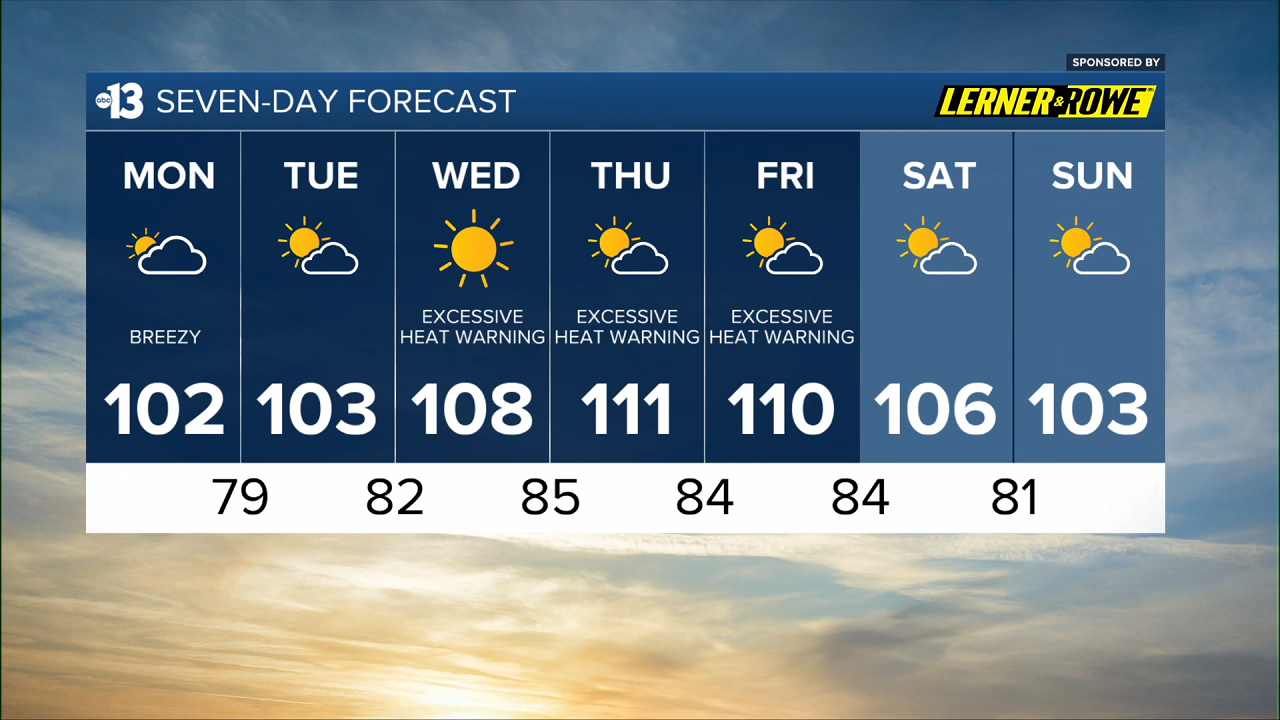 SPONSORED BY
abc 13 SEVEN-DAY FORECAST
LERNER & ROWE
MON TUE WED THU FRI SAT SUN
BREEZY
EXCESSIVE
HEAT WARNING
EXCESSIVE
HEAT WARNING
EXCESSIVE
HEAT WARNING
102 103 108 111 110 106 103
79 82 85 84 84 81